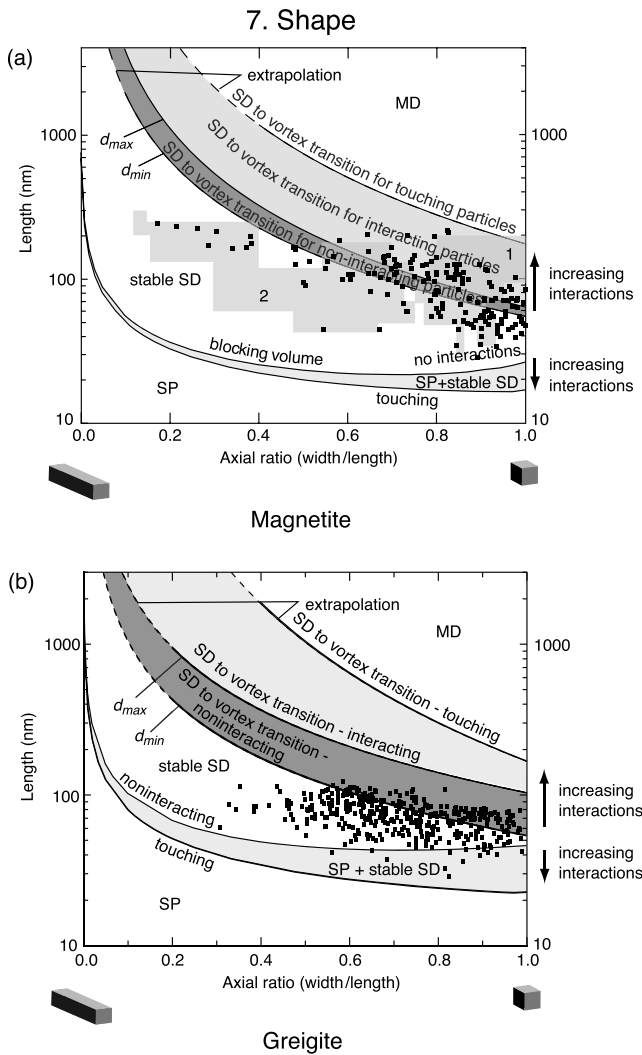 7. Shape
(a)
extrapolation
MD
SD to vortex transition for touching particles
1000
1000
d max
d min
SD to vortex transition for interacting particles
SD to vortex transition for non-interacting particles
Length (nm)
1
increasing
interactions
100
stable SD
2
blocking volume
no interactions
increasing
interactions
SP+stable SD
SP
touching
10
10
0.0 0.2 0.4 0.6 0.8 1.0
Axial ratio (width/length)
Magnetite
(b)
extrapolation
MD
SD to vortex transition - touching
1000
1000
SD to vortex transition - interacting
SD to vortex transition -
noninteracting
d max
d min
Length (nm)
stable SD
noninteracting
100
100
increasing
interactions
touching
SP + stable SD
increasing
interactions
SP
10
10
0.0 0.2 0.4 0.6 0.8 1.0
Axial ratio (width/length)
Greigite